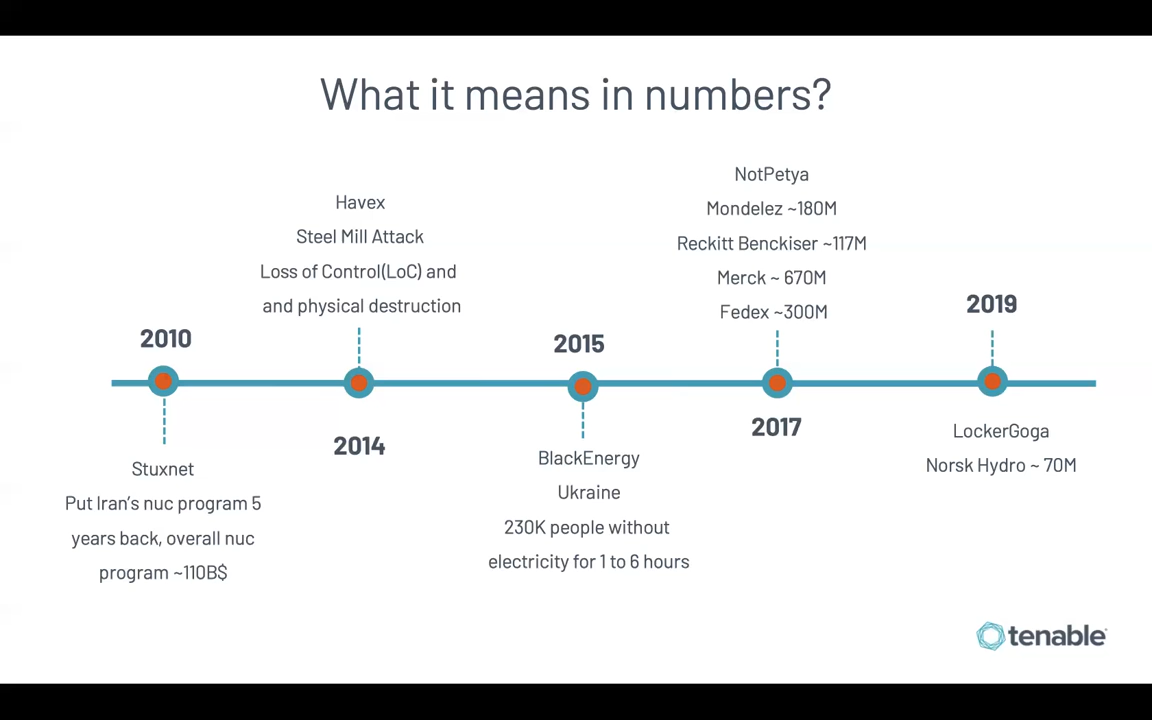 What it means in numbers?
2010
Stuxnet
Put Iran's nuc program 5
years back, overall nuc
program ~110B$
Havex
Steel Mill Attack
Loss of Control(LoC) and
and physical destruction
2014
2015
BlackEnergy
Ukraine
230K people without
electricity for 1 to 6 hours
NotPetya
Mondelez ~180M
Reckitt Benckiser ~117M
Merck ~ 670M
Fedex ~300M
2017
2019
LockerGoga
Norsk Hydro ~ 70M
tenable